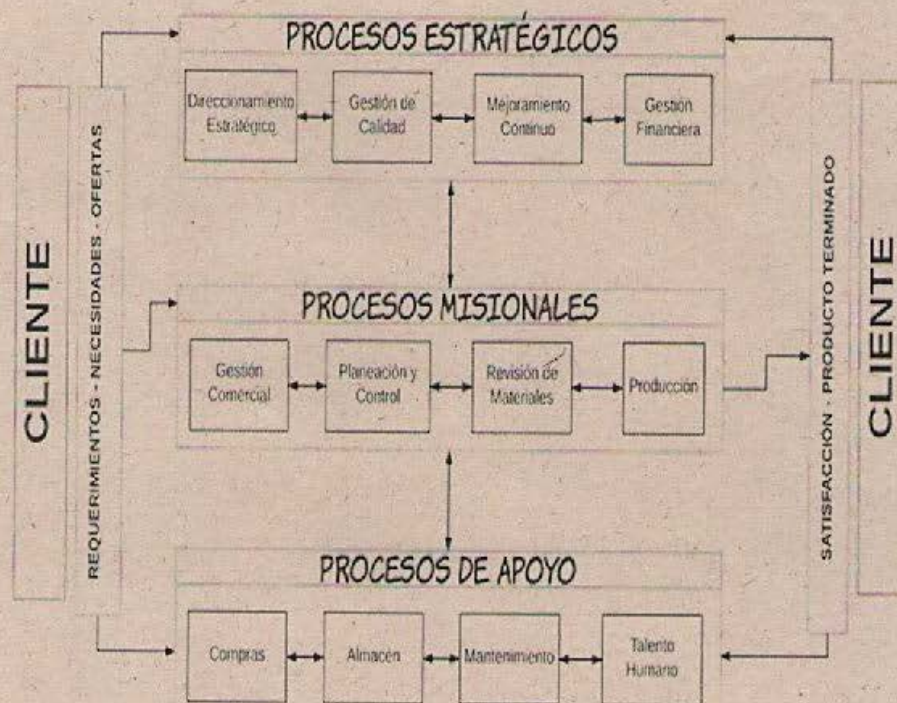 PROCESOS ESTRATÉGICOS
Direccionamiento
Estratégico
Gestión de
Calidad
Mejoramiento
Continuo
Gestión
Financiera
CLIENTE
REQUERIMIENTOS - NECESIDADES - OFERTAS
PROCESOS MISIONALES
Gestión
Comercial
Planeación y
Control
Revisión de
Materiales
Producción
SATISFACCIÓN - PRODUCTO TERMINADO
CLIENTE
PROCESOS DE APOYO
Compras
Almacén
Mantenimiento
Talento
Humano